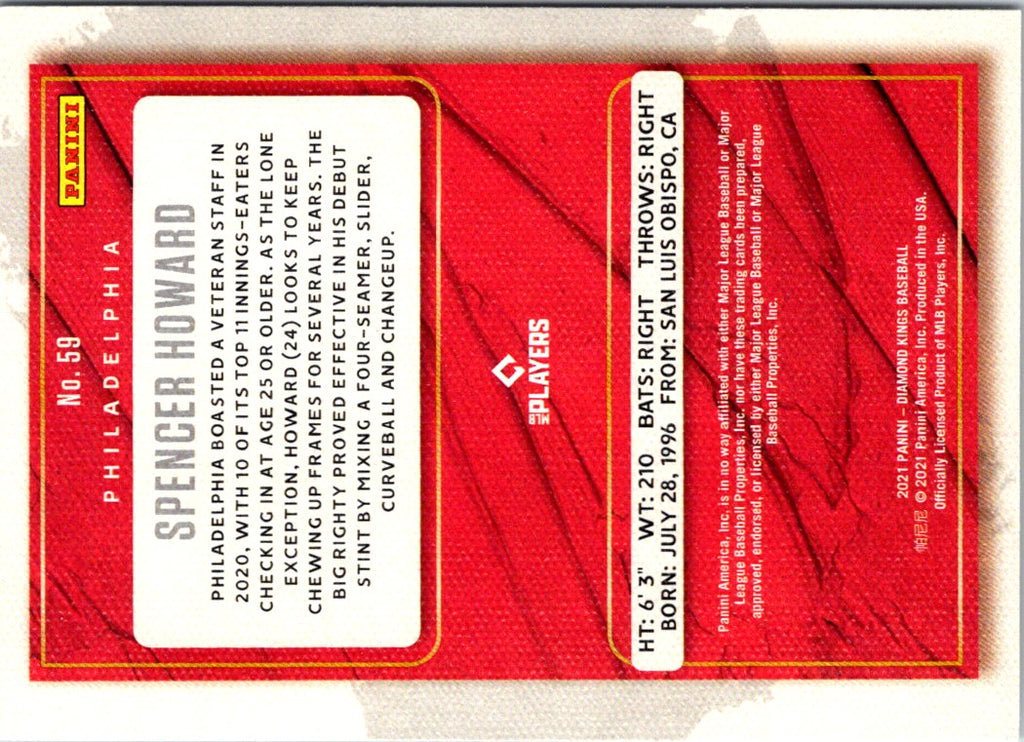 No. 59
PANINI
PHILADELPHIA
SPENCER HOWARD
PHILADELPHIA BOASTED A VETERAN STAFF IN
2020, WITH 10 OF ITS TOP 11 INNINGS-EATERS
CHECKING IN AT AGE 25 OR OLDER. AS THE LONE
EXCEPTION, HOWARD (24) LOOKS TO KEEP
CHEWING UP FRAMES FOR SEVERAL YEARS. THE
BIG RIGHTY PROVED EFFECTIVE IN HIS DEBUT
STINT BY MIXING A FOUR-SEAMER, SLIDER,
CURVEBALL AND CHANGEUP.
PLAYERS
HT: 6' 3" WT: 210 BATS: RIGHT THROWS: RIGHT
BORN: JULY 28, 1996 FROM: SAN LUIS OBISPO, CA
Panini America, Inc. is in no way affiliated with either Major League Baseball or Major
League Baseball Properties, Inc. nor have these trading cards been prepared,
approved, endorsed, or licensed by either Major League Baseball or Major League
Baseball Properties, Inc.
2021 PANINI – DIAMOND KINGS BASEBALL
帕尼尼 © 2021 Panini America, Inc. Produced in the USA.
Officially Licensed Product of MLB Players, Inc.